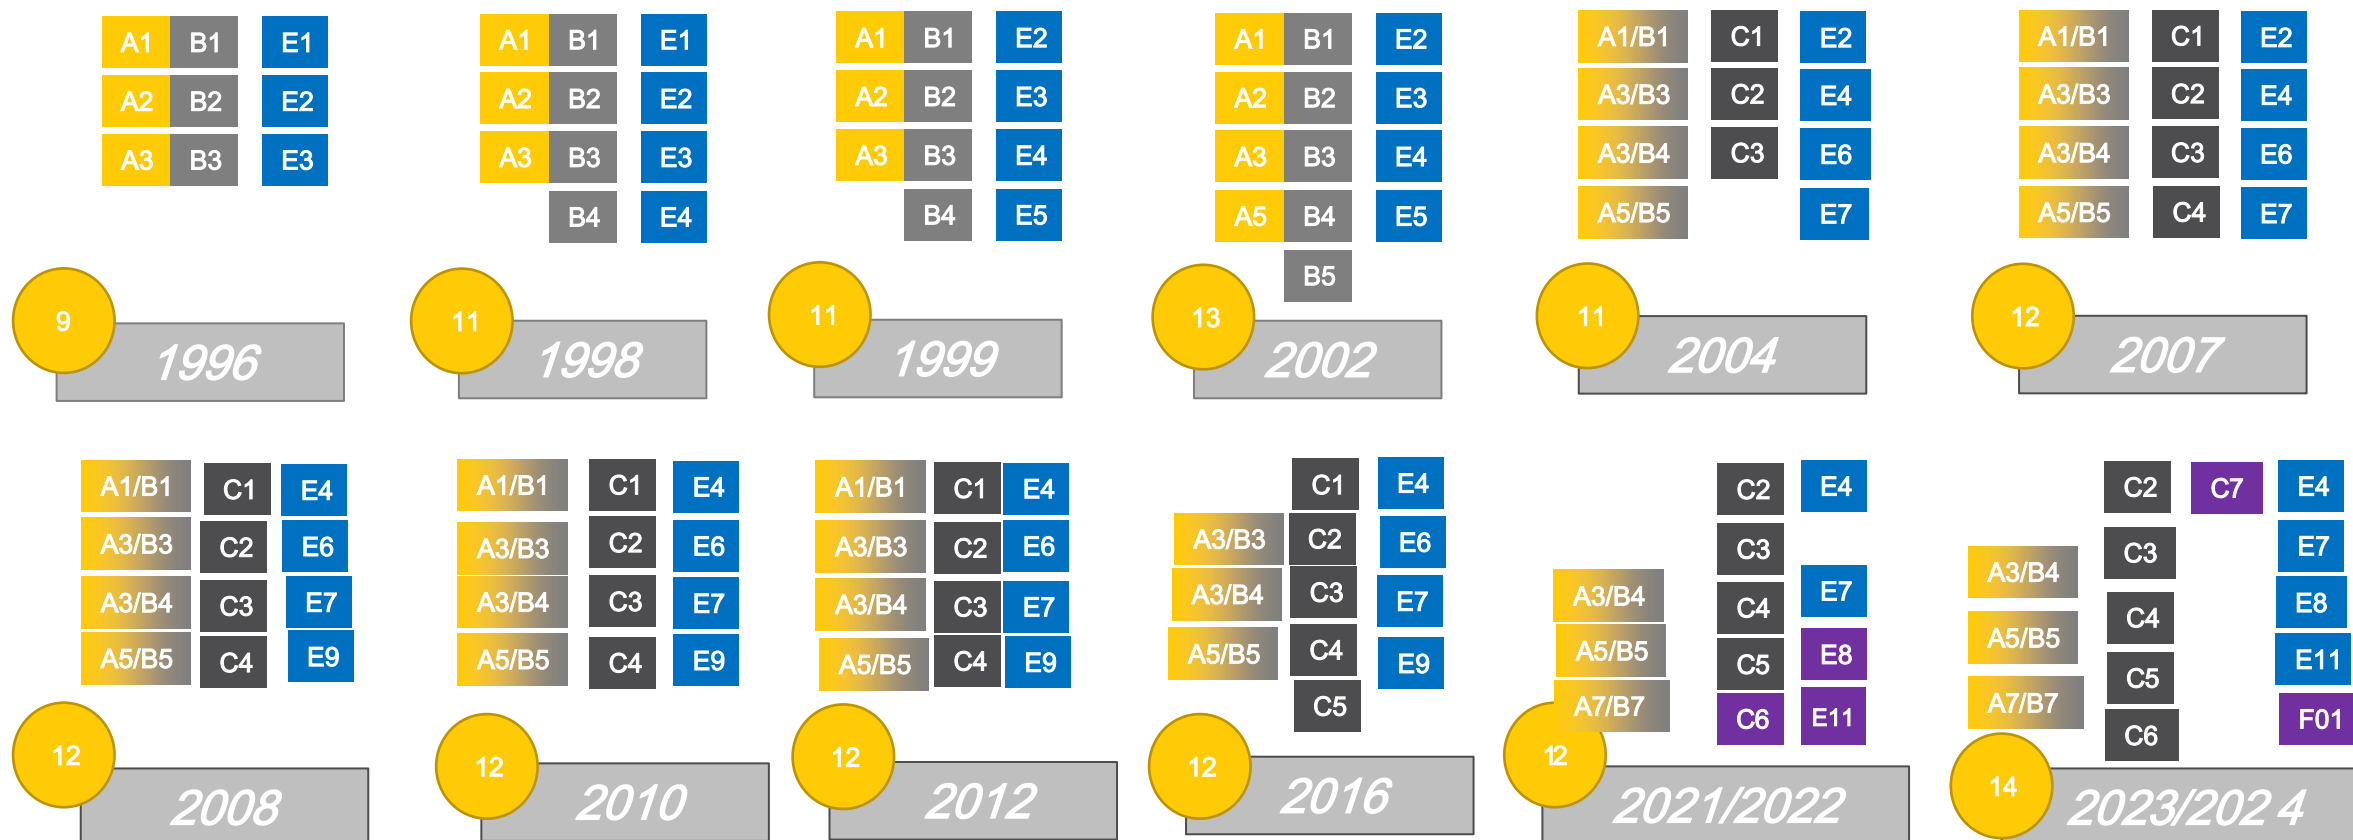 A1 B1 E1
A2 B2 E2
A3 B3 E3
9
1996
A1 B1 E1
A2 B2 E2
A3 B3 E3
B4 E4
11
1998
A1 B1 E2
A2 B2 E3
A3 B3 E4
B4 E5
11
1999
A1 B1 E2
A2 B2 E3
A3 B3 E4
A5 B4 E5
B5
13
2002
A1/B1 C1 E2
A3/B3 C2 E4
A3/B4 C3 E6
A5/B5 E7
11
2004
A1/B1 C1 E2
A3/B3 C2 E4
A3/B4 C3 E6
A5/B5 C4 E7
12
2007
A1/B1 C1 E4
A3/B3 C2 E6
A3/B4 C3 E7
A5/B5 C4 E9
12
2008
A1/B1 C1 E4
A3/B3 C2 E6
A3/B4 C3 E7
A5/B5 C4 E9
12
2010
A1/B1 C1 E4
A3/B3 C2 E6
A3/B4 C3 E7
A5/B5 C4 E9
12
2012
C1 E4
A3/B3 C2 E6
A3/B4 C3 E7
A5/B5 C4 E9
C5
12
2016
C2 E4
C3
A3/B4 C4 E7
A5/B5 C5 E8
A7/B7 C6 E11
12
2021/2022
C2 C7 E4
A3/B4 C3 E7
A5/B5 C4 E8
A7/B7 C5 E11
C6 F01
14
2023/2024